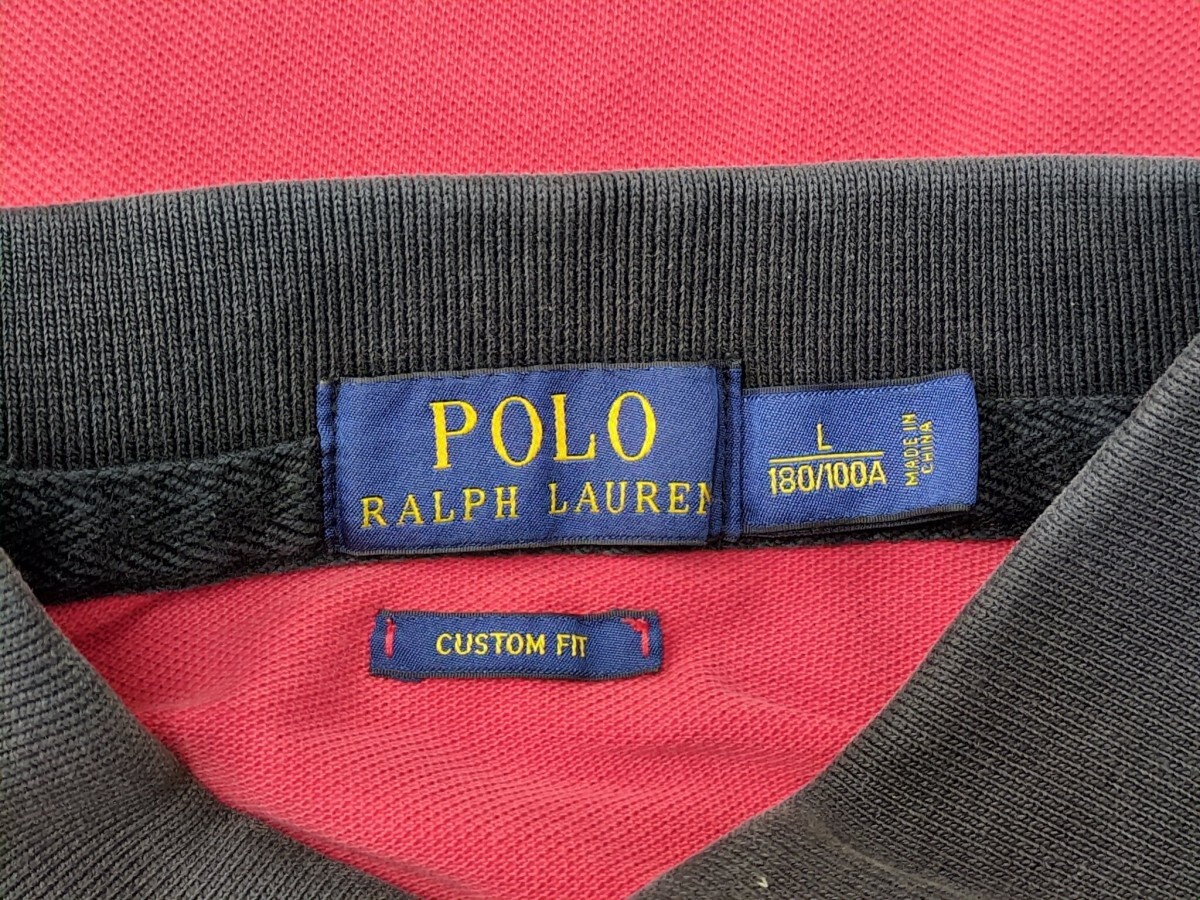 POLO
RALPH LAUREN
L
180/100A
MADE IN
CHINA
CUSTOM FIT